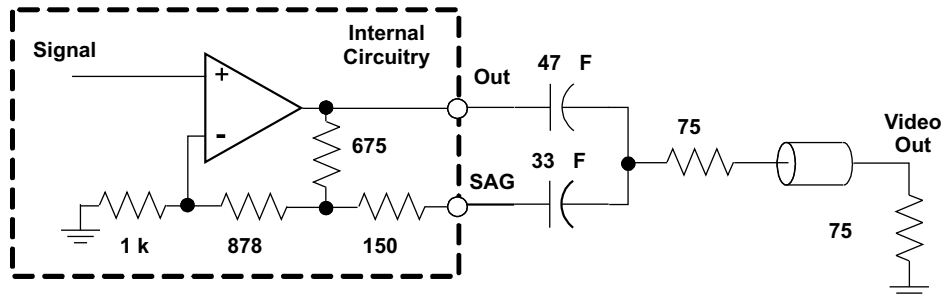 Signal
Internal
Circuitry
Out
47 F
+
-
675
75
Video
Out
SAG
33 F
1 k
878
150
75